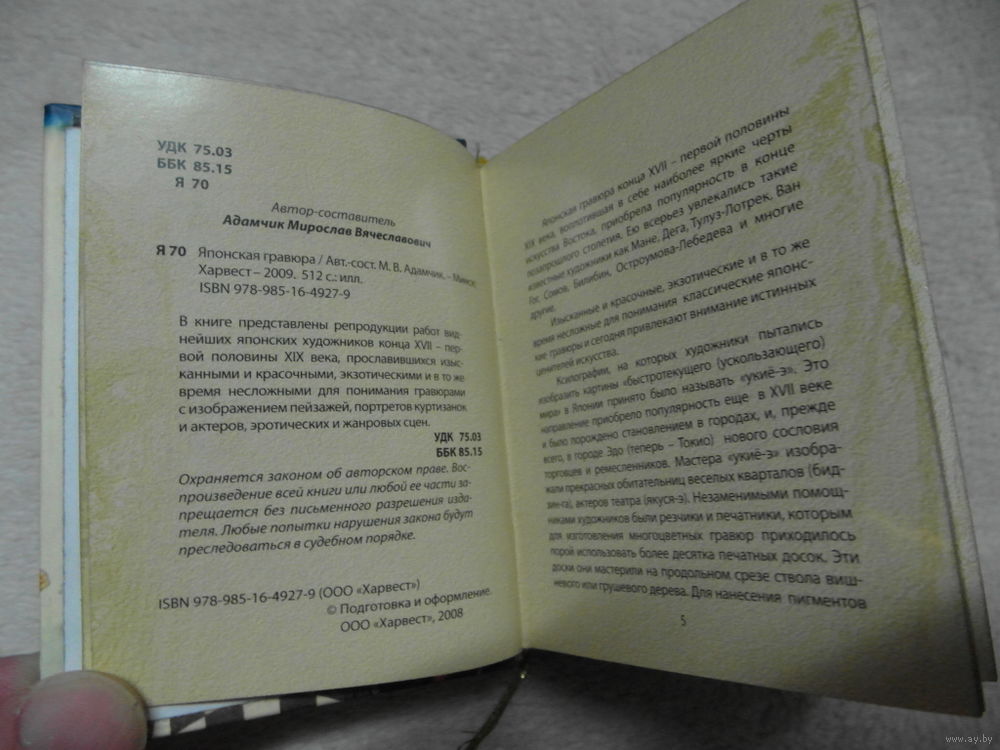 УДК 75.03
ББК 85.15
Я 70
Автор-составитель
Адамчик Мирослав Вячеславович
Я 70 Японская гравюра / Авт.-сост. М. В. Адамчик. – Минск:
Харвест – 2009. 512 с.: илл.
ISBN 978-985-16-4927-9
В книге представлены репродукции работ вид-
нейших японских художников конца XVII – пер-
вой половины XIX века, прославившихся изыс-
канными и красочными, экзотическими и в то же
время несложными для понимания гравюрами
с изображением пейзажей, портретов куртизанок
и актеров, эротических и жанровых сцен.
УДК 75.03
ББК 85.15
Охраняется законом об авторском праве. Вос-
произведение всей книги или любой ее части за-
прещается без письменного разрешения изда-
теля. Любые попытки нарушения закона будут
преследоваться в судебном порядке.
ISBN 978-985-16-4927-9 (ООО «Харвест»)
© Подготовка и оформление.
ООО «Харвест», 2008
Японская гравюра конца XVII – первой половины
XIX века, воплотившая в себе наиболее яркие черты
искусства Востока, приобрела популярность в конце
позапрошлого столетия. Ею всерьез увлекались такие
известные художники как Мане, Дега, Тулуз-Лотрек, Ван
Гог, Сомов, Билибин, Остроумова-Лебедева и многие
другие.
Изысканные и красочные, экзотические и в то же
время несложные для понимания классические японс-
кие гравюры и сегодня привлекают внимание истинных
ценителей искусства.
Ксилографии, на которых художники пытались
изобразить картины «быстротекущего (ускользающего)
мира» в Японии принято было называть «укиё-э». Это
направление приобрело популярность еще в XVII веке
и было порождено становлением в городах, и, прежде
всего, в городе Эдо (теперь – Токио) нового сословия
торговцев и ремесленников. Мастера «укиё-э» изобра-
жали прекрасных обитательниц веселых кварталов (бид-
зин-га), актеров театра (якуся-э). Незаменимыми помощ-
никами художников были резчики и печатники, которым
для изготовления многоцветных гравюр приходилось
порой использовать более десятка печатных досок. Эти
доски они мастерили на продольном срезе ствола виш-
невого или грушевого дерева. Для нанесения пигментов
5
www.ay.by